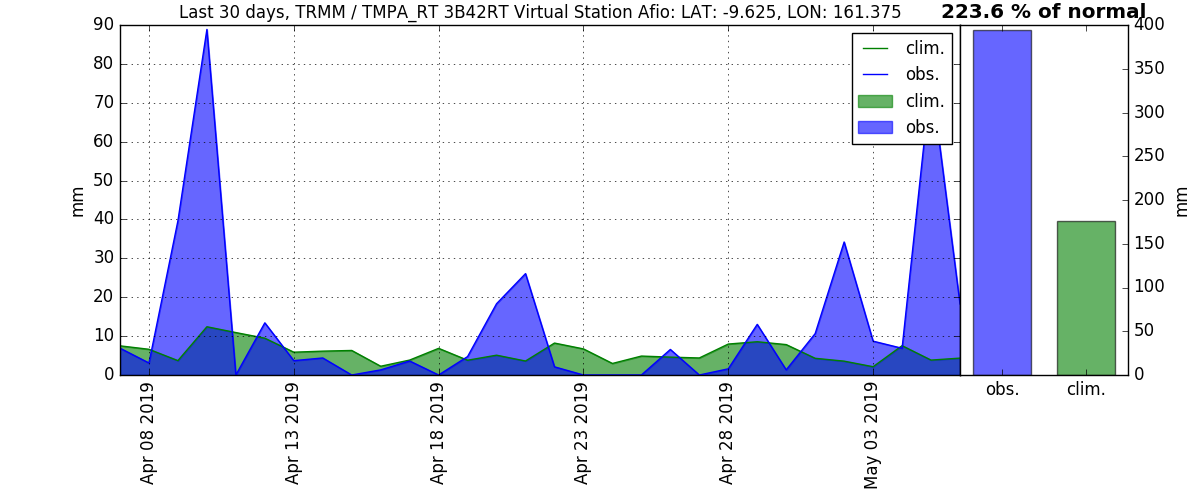 Last 30 days, TRMM / TMPA_RT 3B42RT Virtual Station Afio: LAT: -9.625, LON: 161.375
223.6 % of normal
clim.
obs.
clim.
obs.
mm
90
80
70
60
50
40
30
20
10
0
Apr 08 2019
Apr 13 2019
Apr 18 2019
Apr 23 2019
Apr 28 2019
May 03 2019
400
350
300
250
200
150
100
50
0
mm
obs.
clim.